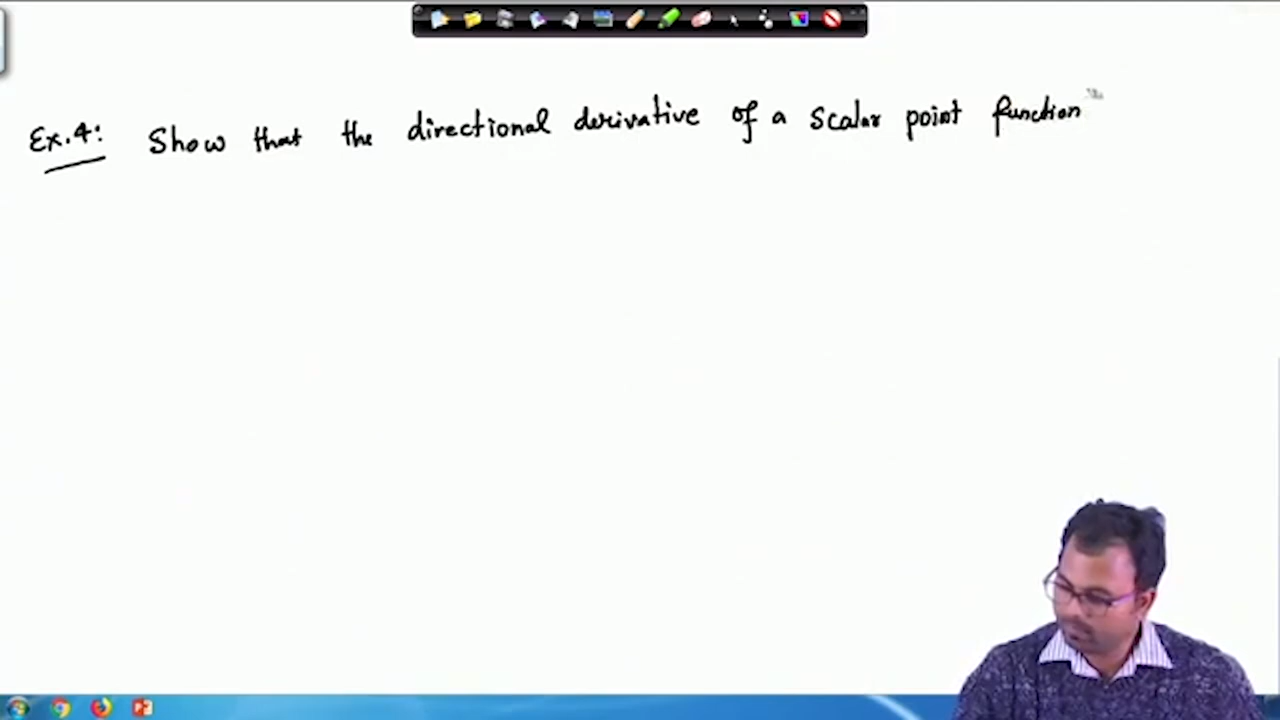 Ex.4: Show that the directional derivative of a scalar point function